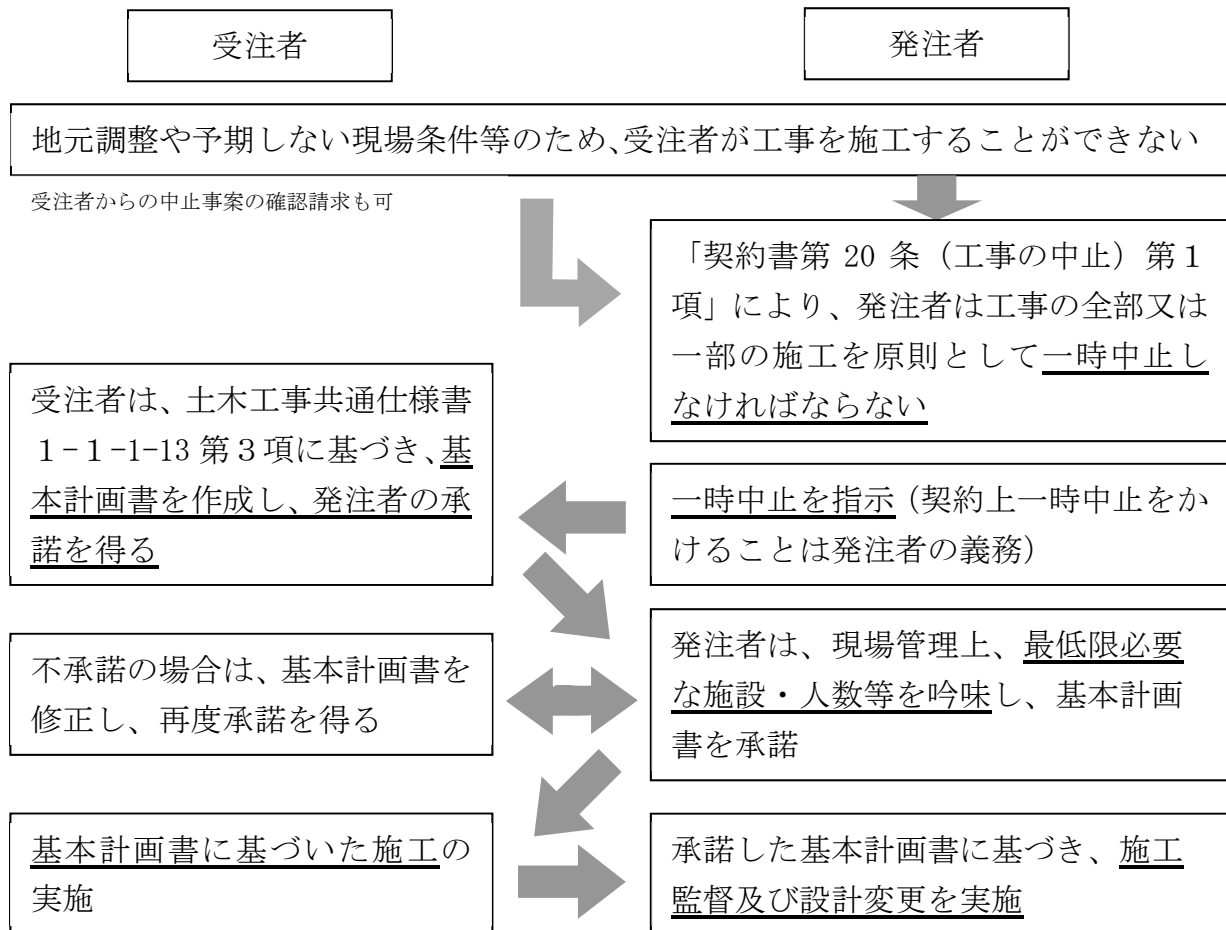 受注者
発注者
地元調整や予期しない現場条件等のため、受注者が工事を施工することができない
受注者からの中止事案の確認請求も可
「契約書第 20 条（工事の中止）第１
項」により、発注者は工事の全部又は
一部の施工を原則として一時中止し
なければならない
受注者は、土木工事共通仕様書
１-１-1-13 第３項に基づき、基
本計画書を作成し、発注者の承
諾を得る
一時中止を指示（契約上一時中止をか
けることは発注者の義務）
発注者は、現場管理上、最低限必要
な施設・人数等を吟味し、基本計画
書を承諾
不承諾の場合は、基本計画書を
修正し、再度承諾を得る
基本計画書に基づいた施工の
実施
承諾した基本計画書に基づき、施工
監督及び設計変更を実施